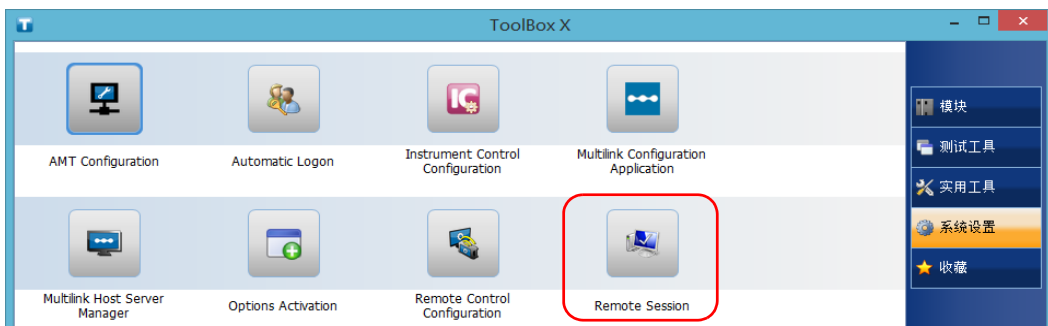 ToolBox X
AMT Configuration
Automatic Logon
Instrument Control
Configuration
Multilink Configuration
Application
Multilink Host Server
Manager
Options Activation
Remote Control
Configuration
Remote Session
模块
测试工具
实用工具
系统设置
收藏